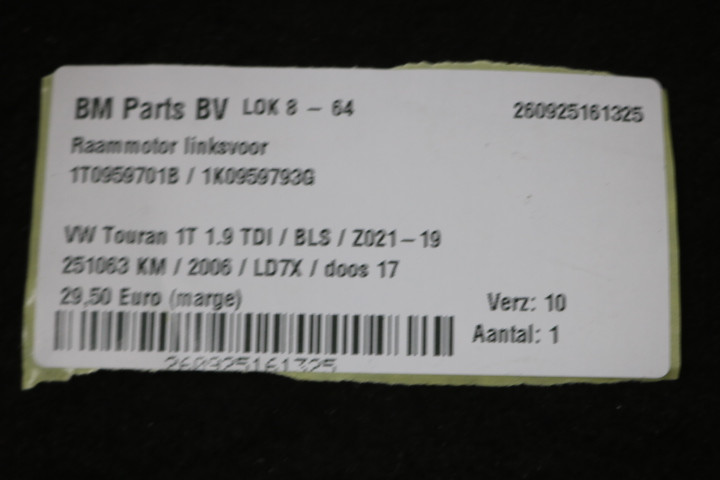 BM Parts BV LOK 8 - 64 260925161325
Raammotor linksvoor
1T0959701B / 1K0959793G
VW Touran 1T 1.9 TDI / BLS / Z021-19
251063 KM / 2006 / LD7X / doos 17
29,50 Euro (marge) Verz: 10
Aantal: 1
260925161325